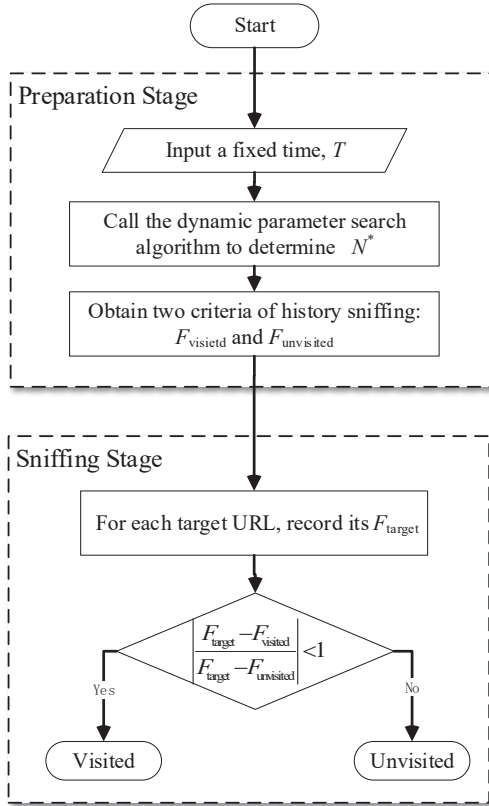 Start
Preparation Stage
Input a fixed time, T
Call the dynamic parameter search
algorithm to determine N*
Obtain two criteria of history sniffing:
F_visietd and F_unvisited
Sniffing Stage
For each target URL, record its F_target
|(F_target − F_visited)/(F_target − F_unvisited)| < 1
Yes
No
Visited
Unvisited